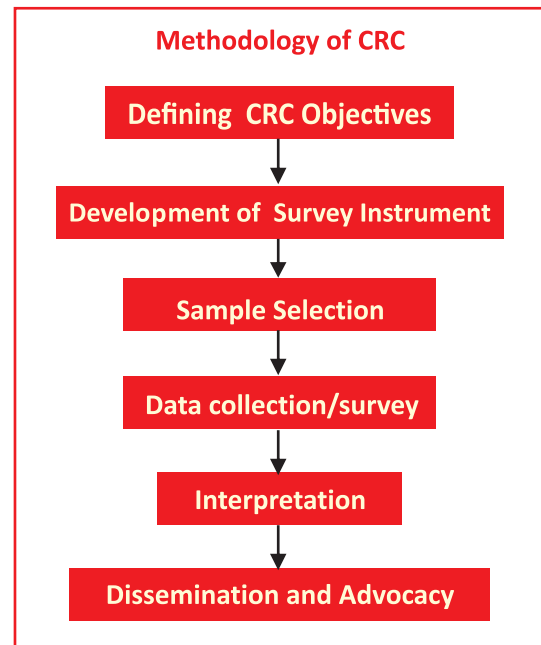 Methodology of CRC
Defining CRC Objectives
Development of Survey Instrument
Sample Selection
Data collection/survey
Interpretation
Dissemination and Advocacy